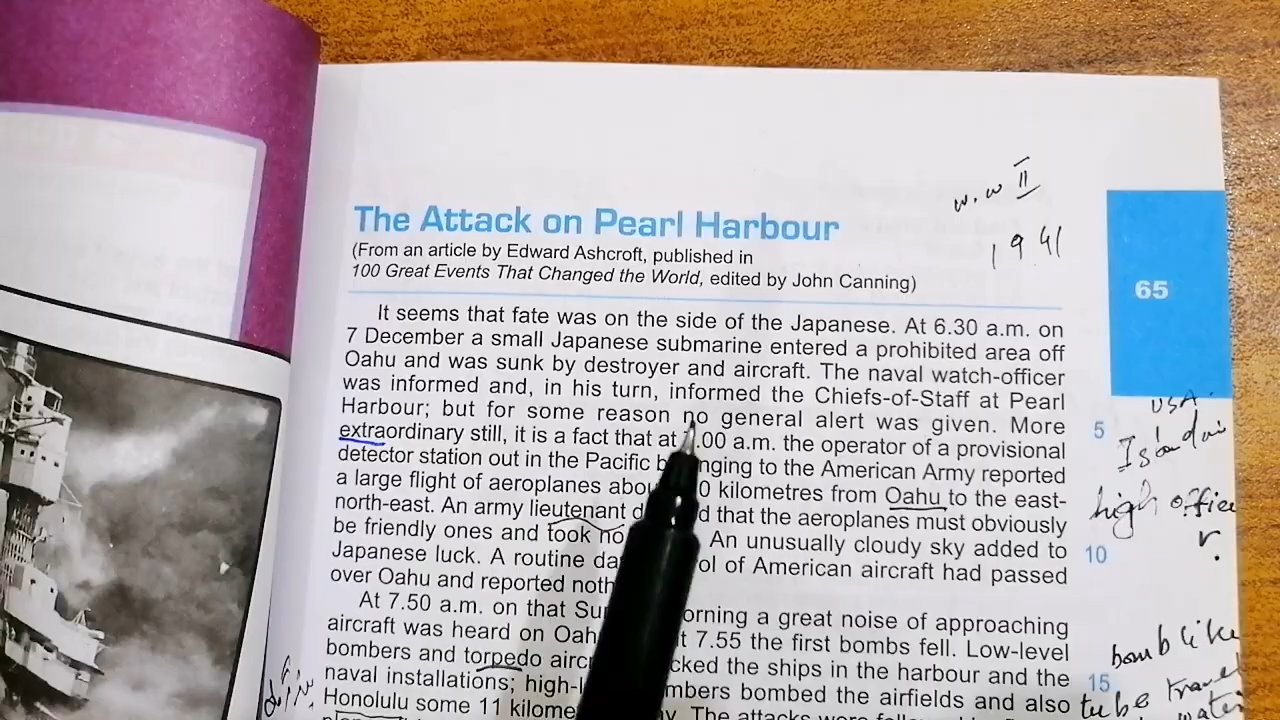 w.w II
1941
The Attack on Pearl Harbour
(From an article by Edward Ashcroft, published in
100 Great Events That Changed the World, edited by John Canning)
65
It seems that fate was on the side of the Japanese. At 6.30 a.m. on
7 December a small Japanese submarine entered a prohibited area off
Oahu and was sunk by destroyer and aircraft. The naval watch-officer
was informed and, in his turn, informed the Chiefs-of-Staff at Pearl
Harbour; but for some reason no general alert was given. More
5
extraordinary still, it is a fact that at .00 a.m. the operator of a provisional
detector station out in the Pacific b nging to the American Army reported
a large flight of aeroplanes abou 0 kilometres from Oahu to the east-
north-east. An army lieutenant d d that the aeroplanes must obviously
be friendly ones and took no An unusually cloudy sky added to
10
Japanese luck. A routine da ol of American aircraft had passed
over Oahu and reported noth
At 7.50 a.m. on that Su orning a great noise of approaching
aircraft was heard on Oah t 7.55 the first bombs fell. Low-level
bombers and torpedo airc cked the ships in the harbour and the
15
naval installations; high-l mbers bombed the airfields and also
Honolulu some 11 kilome y. The attacks were followed
USA.
high office
r.
bomb like
tube travel
water